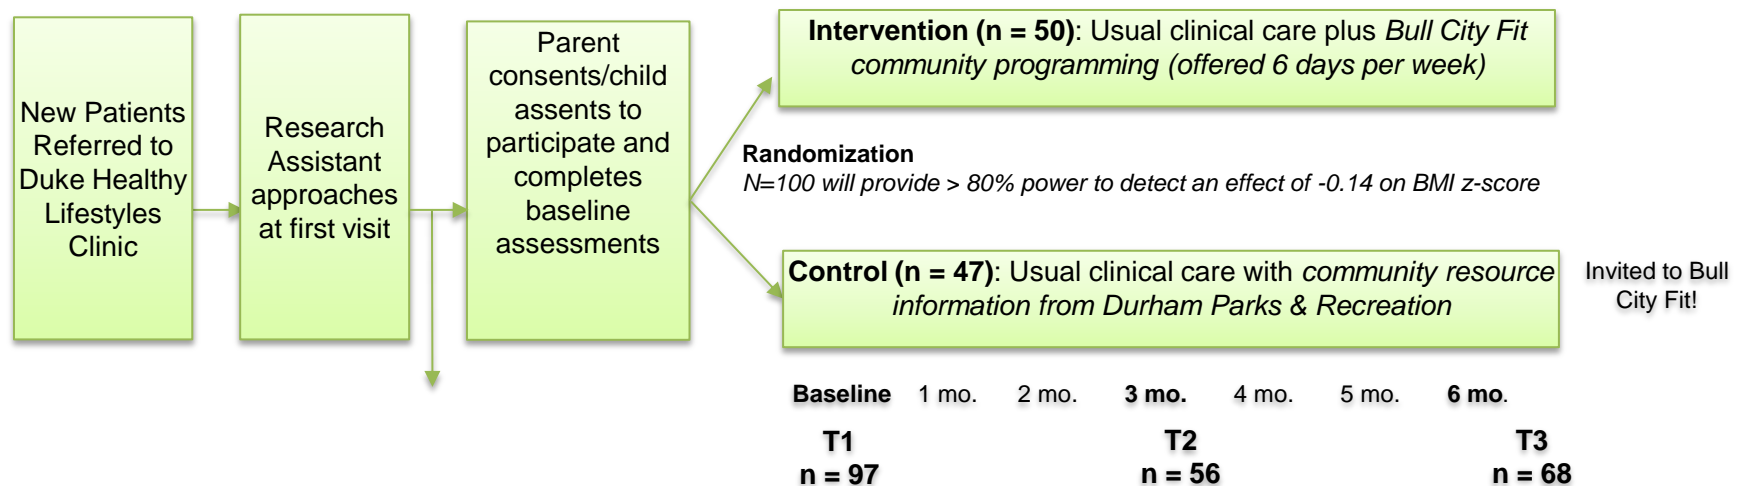 New Patients
Referred to
Duke Healthy
Lifestyles
Clinic
Research
Assistant
approaches
at first visit
Parent
consents/child
assents to
participate and
completes
baseline
assessments
Intervention (n = 50): Usual clinical care plus Bull City Fit
community programming (offered 6 days per week)
Randomization
N=100 will provide > 80% power to detect an effect of -0.14 on BMI z-score
Control (n = 47): Usual clinical care with community resource
information from Durham Parks & Recreation
Invited to Bull
City Fit!
Baseline 1 mo. 2 mo. 3 mo. 4 mo. 5 mo. 6 mo.
T1 T2 T3
n = 97 n = 56 n = 68